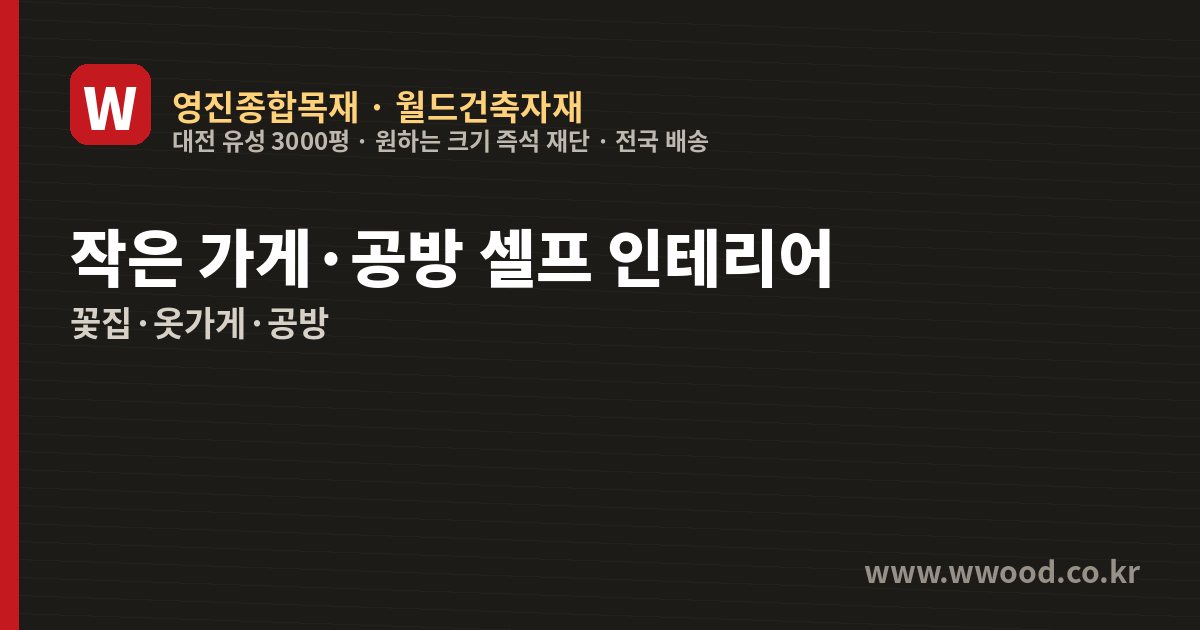 W
영진종합목재 · 월드건축자재
대전 유성 3000평 · 원하는 크기 즉석 재단 · 전국 배송
작은 가게·공방 셀프 인테리어
꽃집·옷가게·공방
www.wwood.co.kr